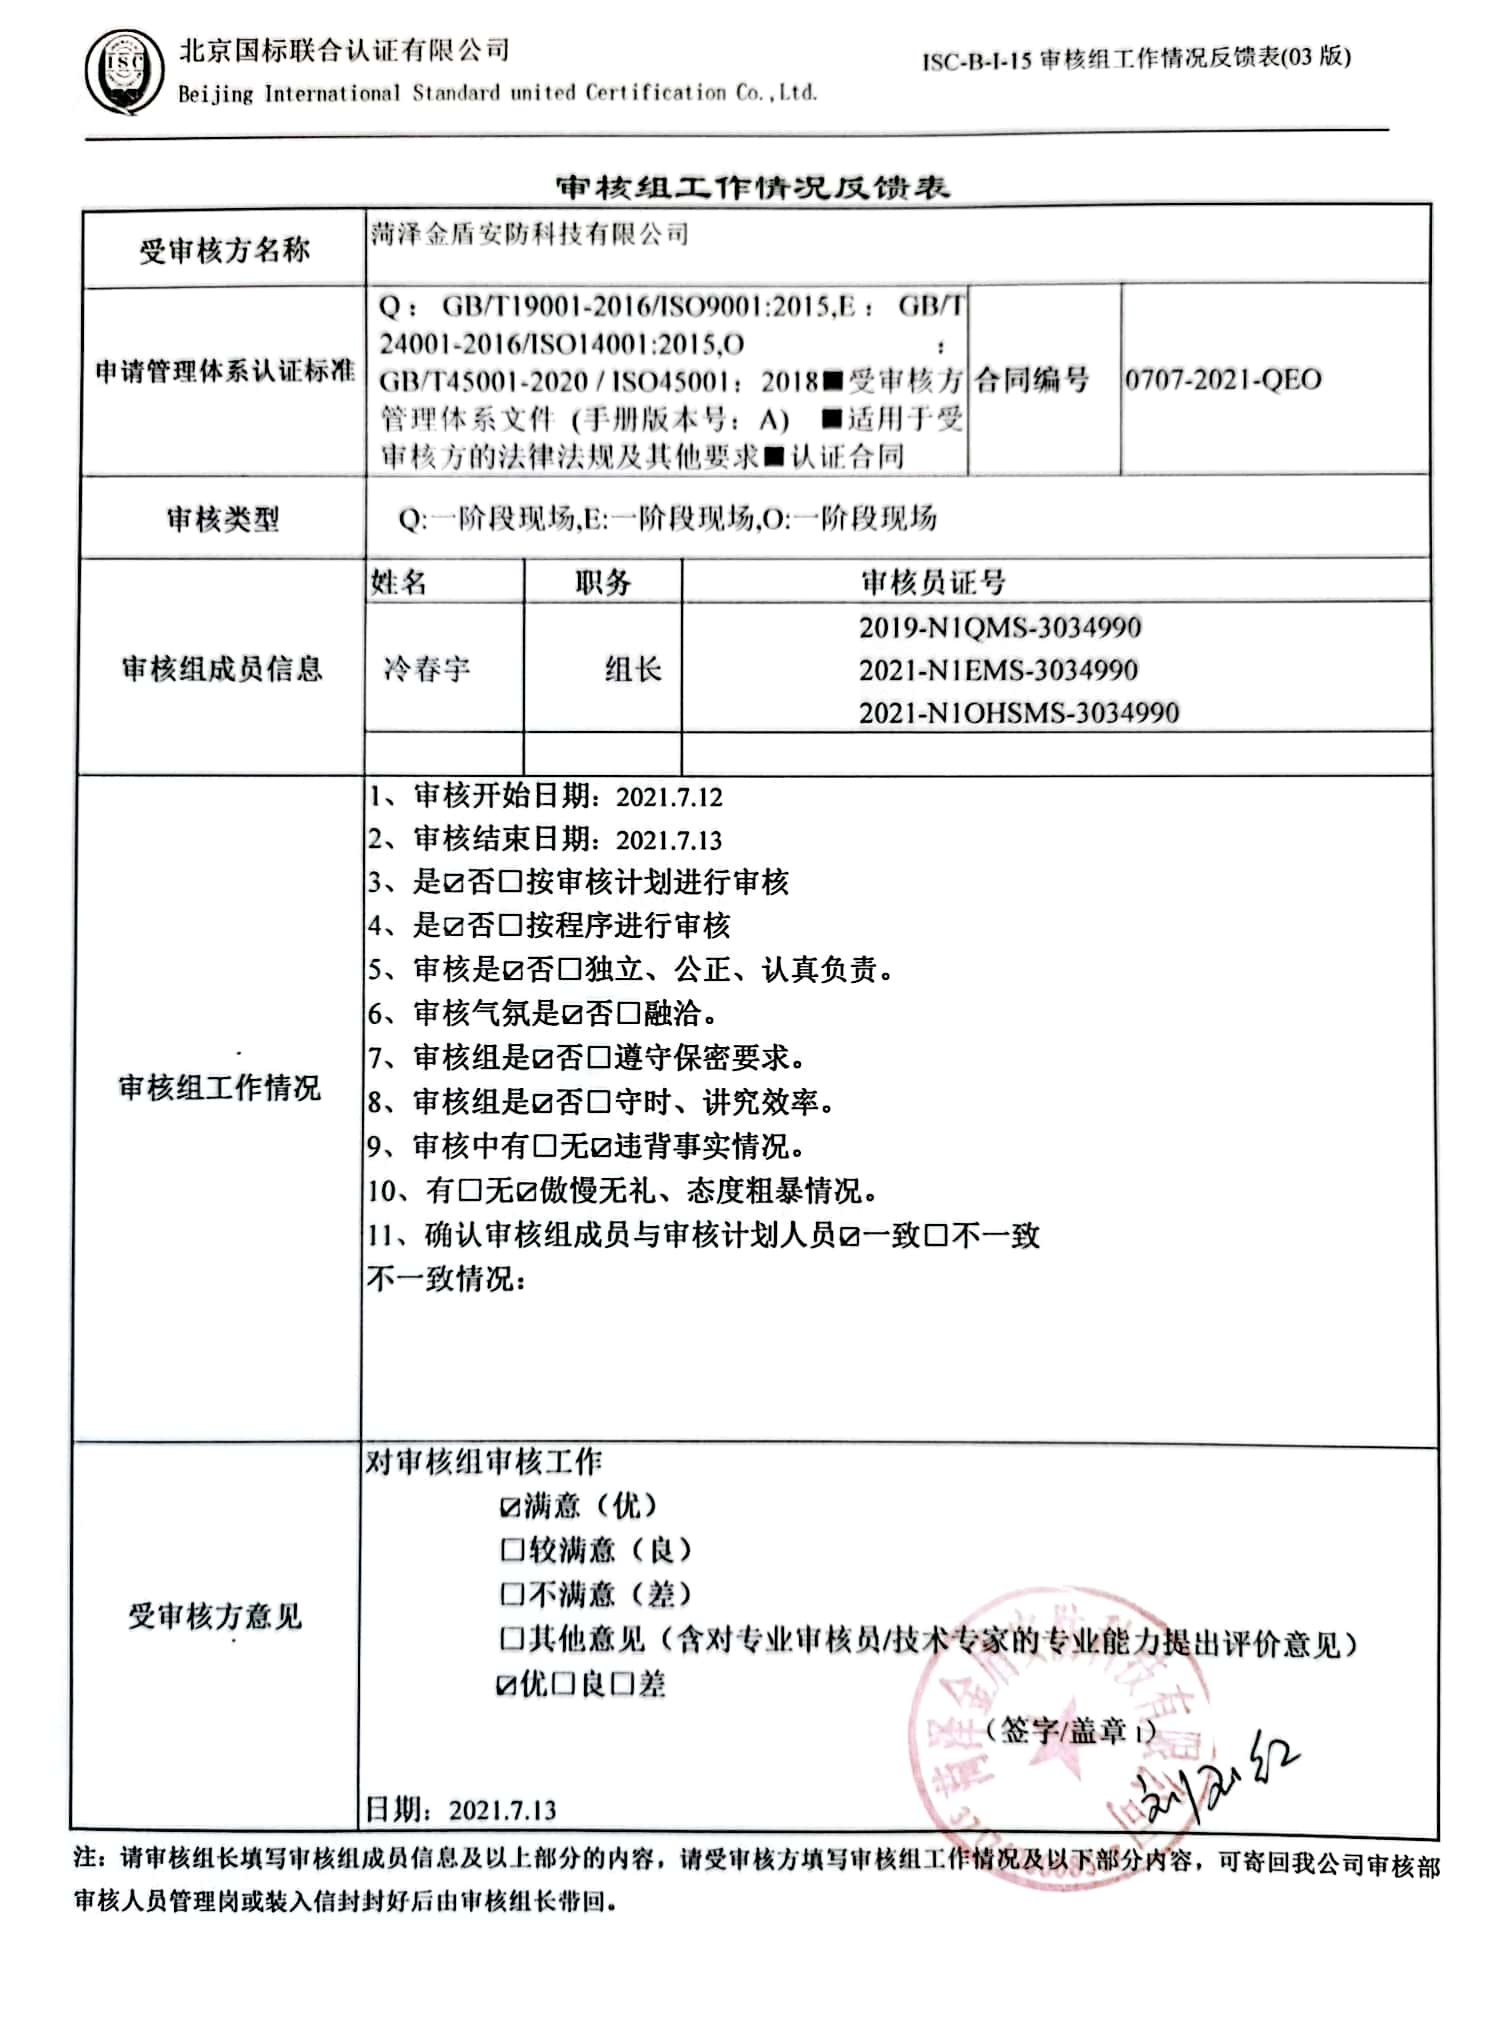 ISC
北京国标联合认证有限公司
Beijing International Standard united Certification Co.,Ltd.
ISC-B-I-15 审核组工作情况反馈表(03 版)
审核组工作情况反馈表
受审核方名称
菏泽金盾安防科技有限公司
申请管理体系认证标准
Q： GB/T19001-2016/ISO9001:2015,E： GB/T
24001-2016/ISO14001:2015,O ：
GB/T45001-2020 / ISO45001：2018■受审核方
管理体系文件（手册版本号：A) ■适用于受
审核方的法律法规及其他要求■认证合同
合同编号
0707-2021-QEO
审核类型
Q:一阶段现场,E:一阶段现场,O:一阶段现场
审核组成员信息
姓名 职务 审核员证号
冷春宇 组长
2019-N1QMS-3034990
2021-N1EMS-3034990
2021-N1OHSMS-3034990
审核组工作情况
1、审核开始日期：2021.7.12
2、审核结束日期：2021.7.13
3、是☑否☐按审核计划进行审核
4、是☑否☐按程序进行审核
5、审核是☑否☐独立、公正、认真负责。
6、审核气氛是☑否☐融洽。
7、审核组是☑否☐遵守保密要求。
8、审核组是☑否☐守时、讲究效率。
9、审核中有☐无☑违背事实情况。
10、有☐无☑傲慢无礼、态度粗暴情况。
11、确认审核组成员与审核计划人员☑一致☐不一致
不一致情况：
受审核方意见
对审核组审核工作
☑满意（优）
☐较满意（良）
☐不满意（差）
☐其他意见（含对专业审核员/技术专家的专业能力提出评价意见）
☑优☐良☐差
（签字/盖章）
菏泽金盾安防科技有限公司
日期：2021.7.13
注：请审核组长填写审核组成员信息及以上部分的内容，请受审核方填写审核组工作情况及以下部分内容，可寄回我公司审核部
审核人员管理岗或装入信封封好后由审核组长带回。